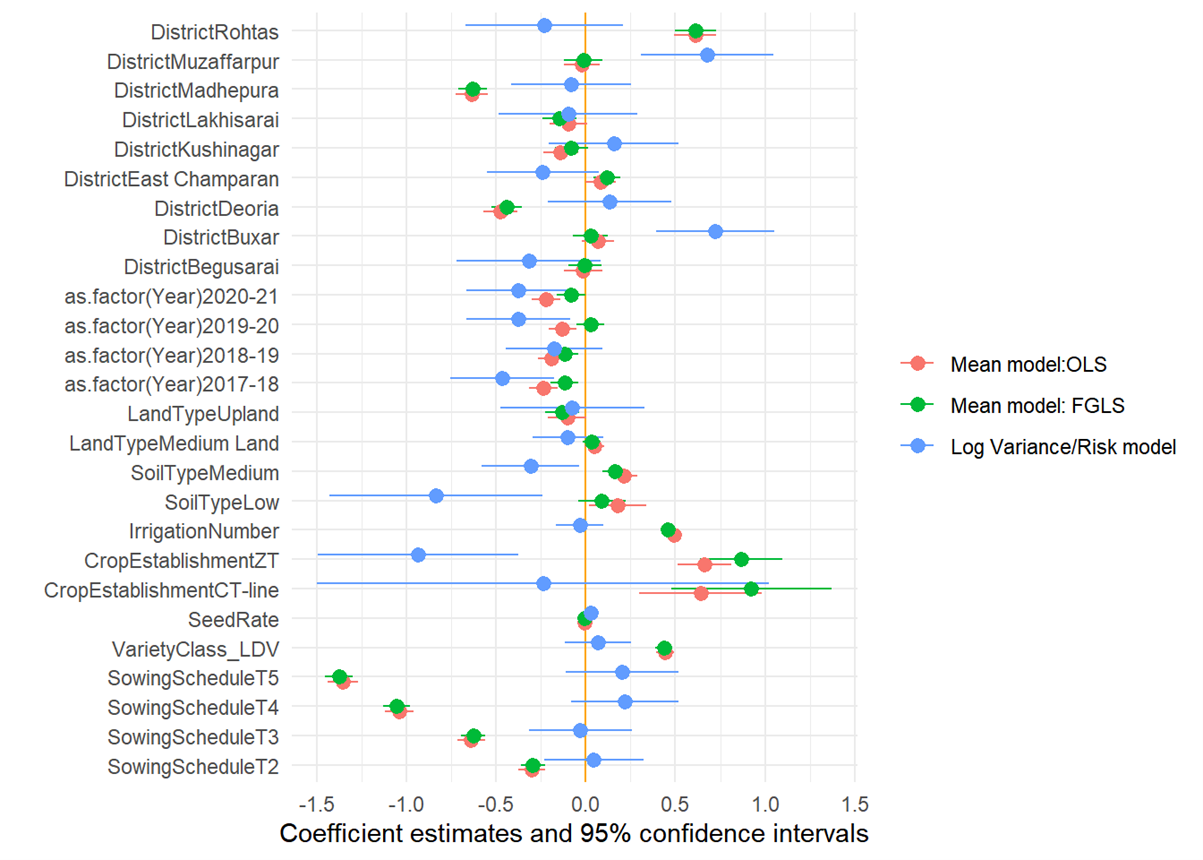 DistrictRohtas
DistrictMuzaffarpur
DistrictMadhepura
DistrictLakhisarai
DistrictKushinagar
DistrictEast Champaran
DistrictDeoria
DistrictBuxar
DistrictBegusarai
as.factor(Year)2020-21
as.factor(Year)2019-20
as.factor(Year)2018-19
as.factor(Year)2017-18
LandTypeUpland
LandTypeMedium Land
SoilTypeMedium
SoilTypeLow
IrrigationNumber
CropEstablishmentZT
CropEstablishmentCT-line
SeedRate
VarietyClass_LDV
SowingScheduleT5
SowingScheduleT4
SowingScheduleT3
SowingScheduleT2
-1.5 -1.0 -0.5 0.0 0.5 1.0 1.5
Coefficient estimates and 95% confidence intervals
Mean model:OLS
Mean model: FGLS
Log Variance/Risk model